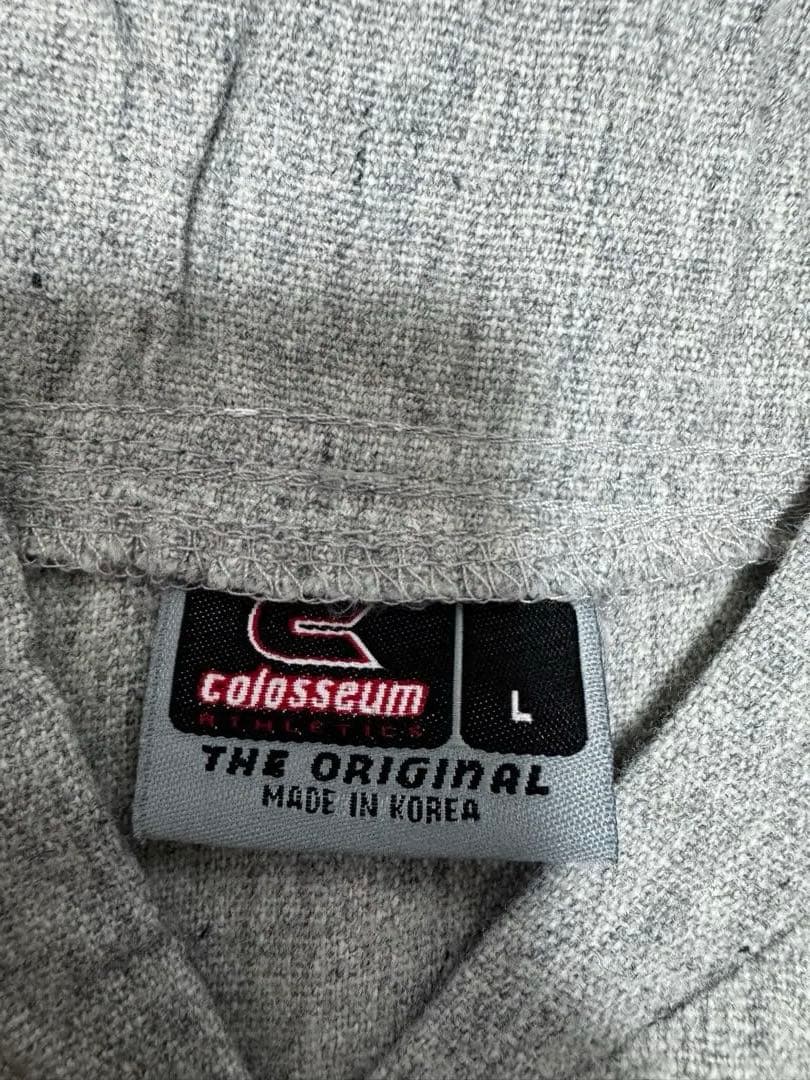 colosseum
ATHLETICS
L
THE ORIGINAL
MADE IN KOREA